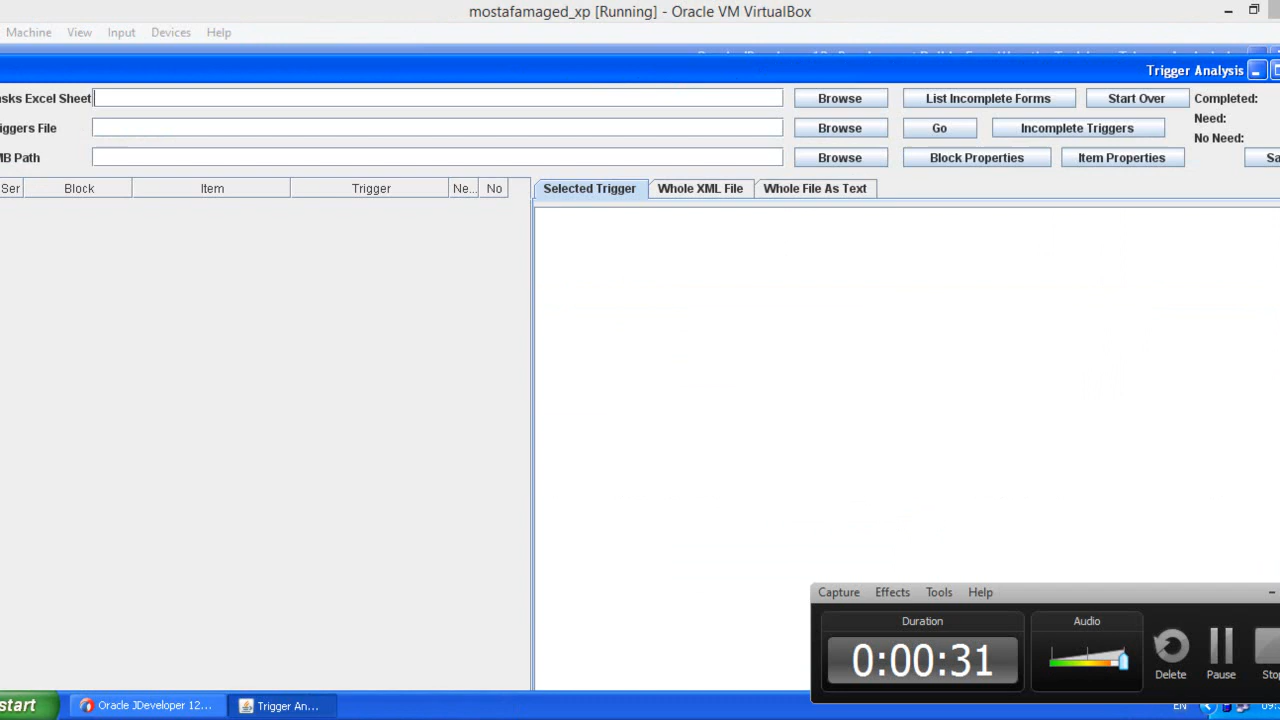 mostafamaged_xp [Running] - Oracle VM VirtualBox
Machine View Input Devices Help
Trigger Analysis
sks Excel Sheet Browse List Incomplete Forms Start Over Completed:
iggers File Browse Go Incomplete Triggers Need:
No Need:
MB Path Browse Block Properties Item Properties Sa
Ser Block Item Trigger Ne... No
Selected Trigger Whole XML File Whole File As Text
Capture Effects Tools Help
Duration Audio
0:00:31
Delete Pause Stop
start Oracle JDeveloper 12... Trigger An... EN 09: